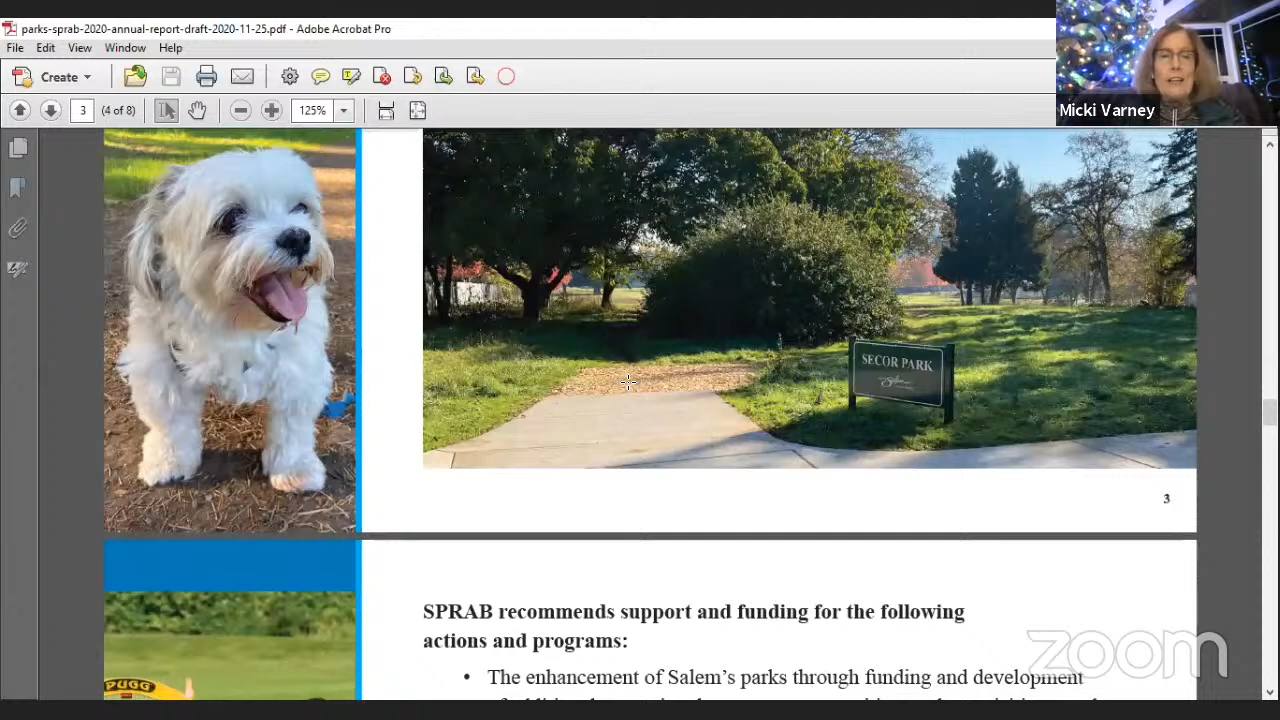 parks-sprab-2020-annual-report-draft-2020-11-25.pdf - Adobe Acrobat Pro
File Edit View Window Help
Create
3 (4 of 8) 125%
Micki Varney
SECOR PARK
Salem
3
SPRAB recommends support and funding for the following
actions and programs:
• The enhancement of Salem’s parks through funding and development
PUGG
zoom